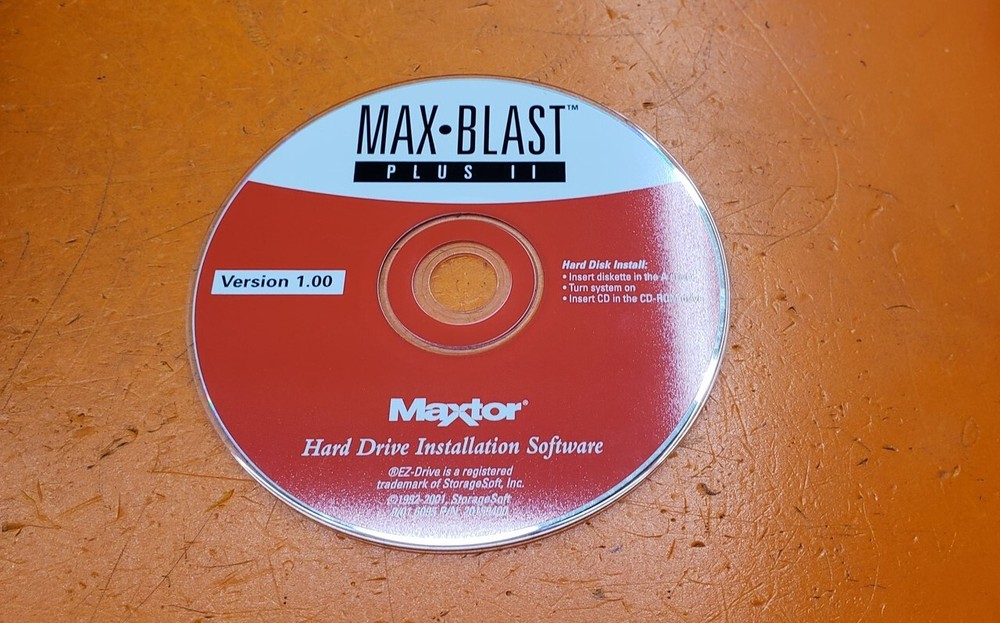 MAX•BLAST™
PLUS II
Version 1.00
Hard Disk Install:
• Insert diskette in the A
• Turn system on
• Insert CD in the CD-ROM drive
Maxtor®
Hard Drive Installation Software
®EZ-Drive is a registered
trademark of StorageSoft, Inc.
©1992-2001, StorageSoft
P/N 20199400